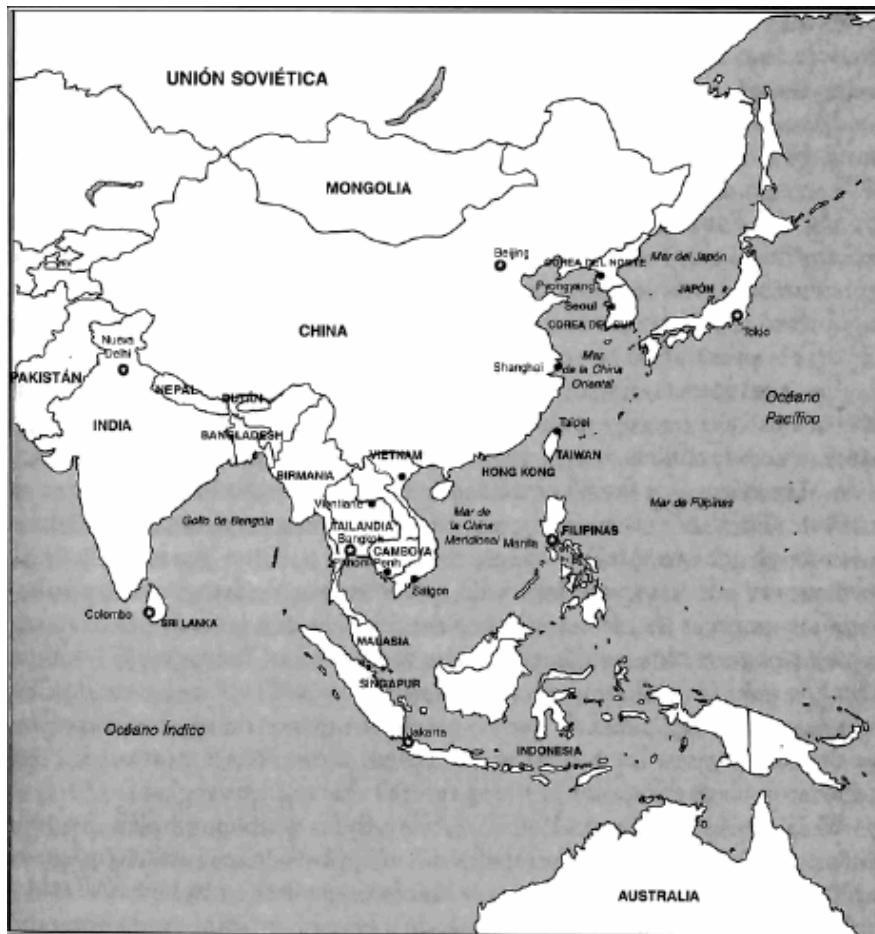 UNIÓN SOVIÉTICA
MONGOLIA
Beijing
COREA DEL NORTE
Mar del Japón
Pyongyang
JAPÓN
Seoul
COREA DEL SUR
Tokio
CHINA
Nueva
Delhi
Shanghai
Mar
de la China
Oriental
PAKISTÁN
NEPAL
BUTÁN
Océano
Pacífico
INDIA
BANGLADESH
Taipei
TAIWAN
VIETNAM
HONG KONG
BIRMANIA
Vientiane
Golfo de Bengala
Mar de
la China
Meridional
Mar de Filipinas
TAILANDIA
Bangkok
Manila
FILIPINAS
CAMBOYA
Phnom Penh
Saigon
Colombo
SRI LANKA
MALASIA
SINGAPUR
Océano Índico
Jakarta
INDONESIA
AUSTRALIA